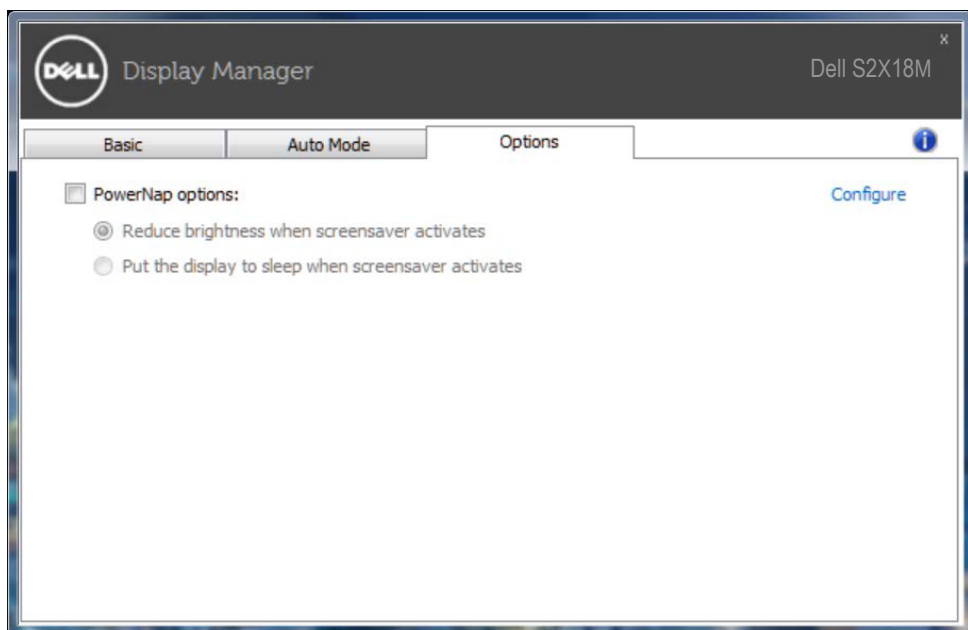 x
DELL Display Manager Dell S2X18M
Basic Auto Mode Options i
PowerNap options: Configure
Reduce brightness when screensaver activates
Put the display to sleep when screensaver activates